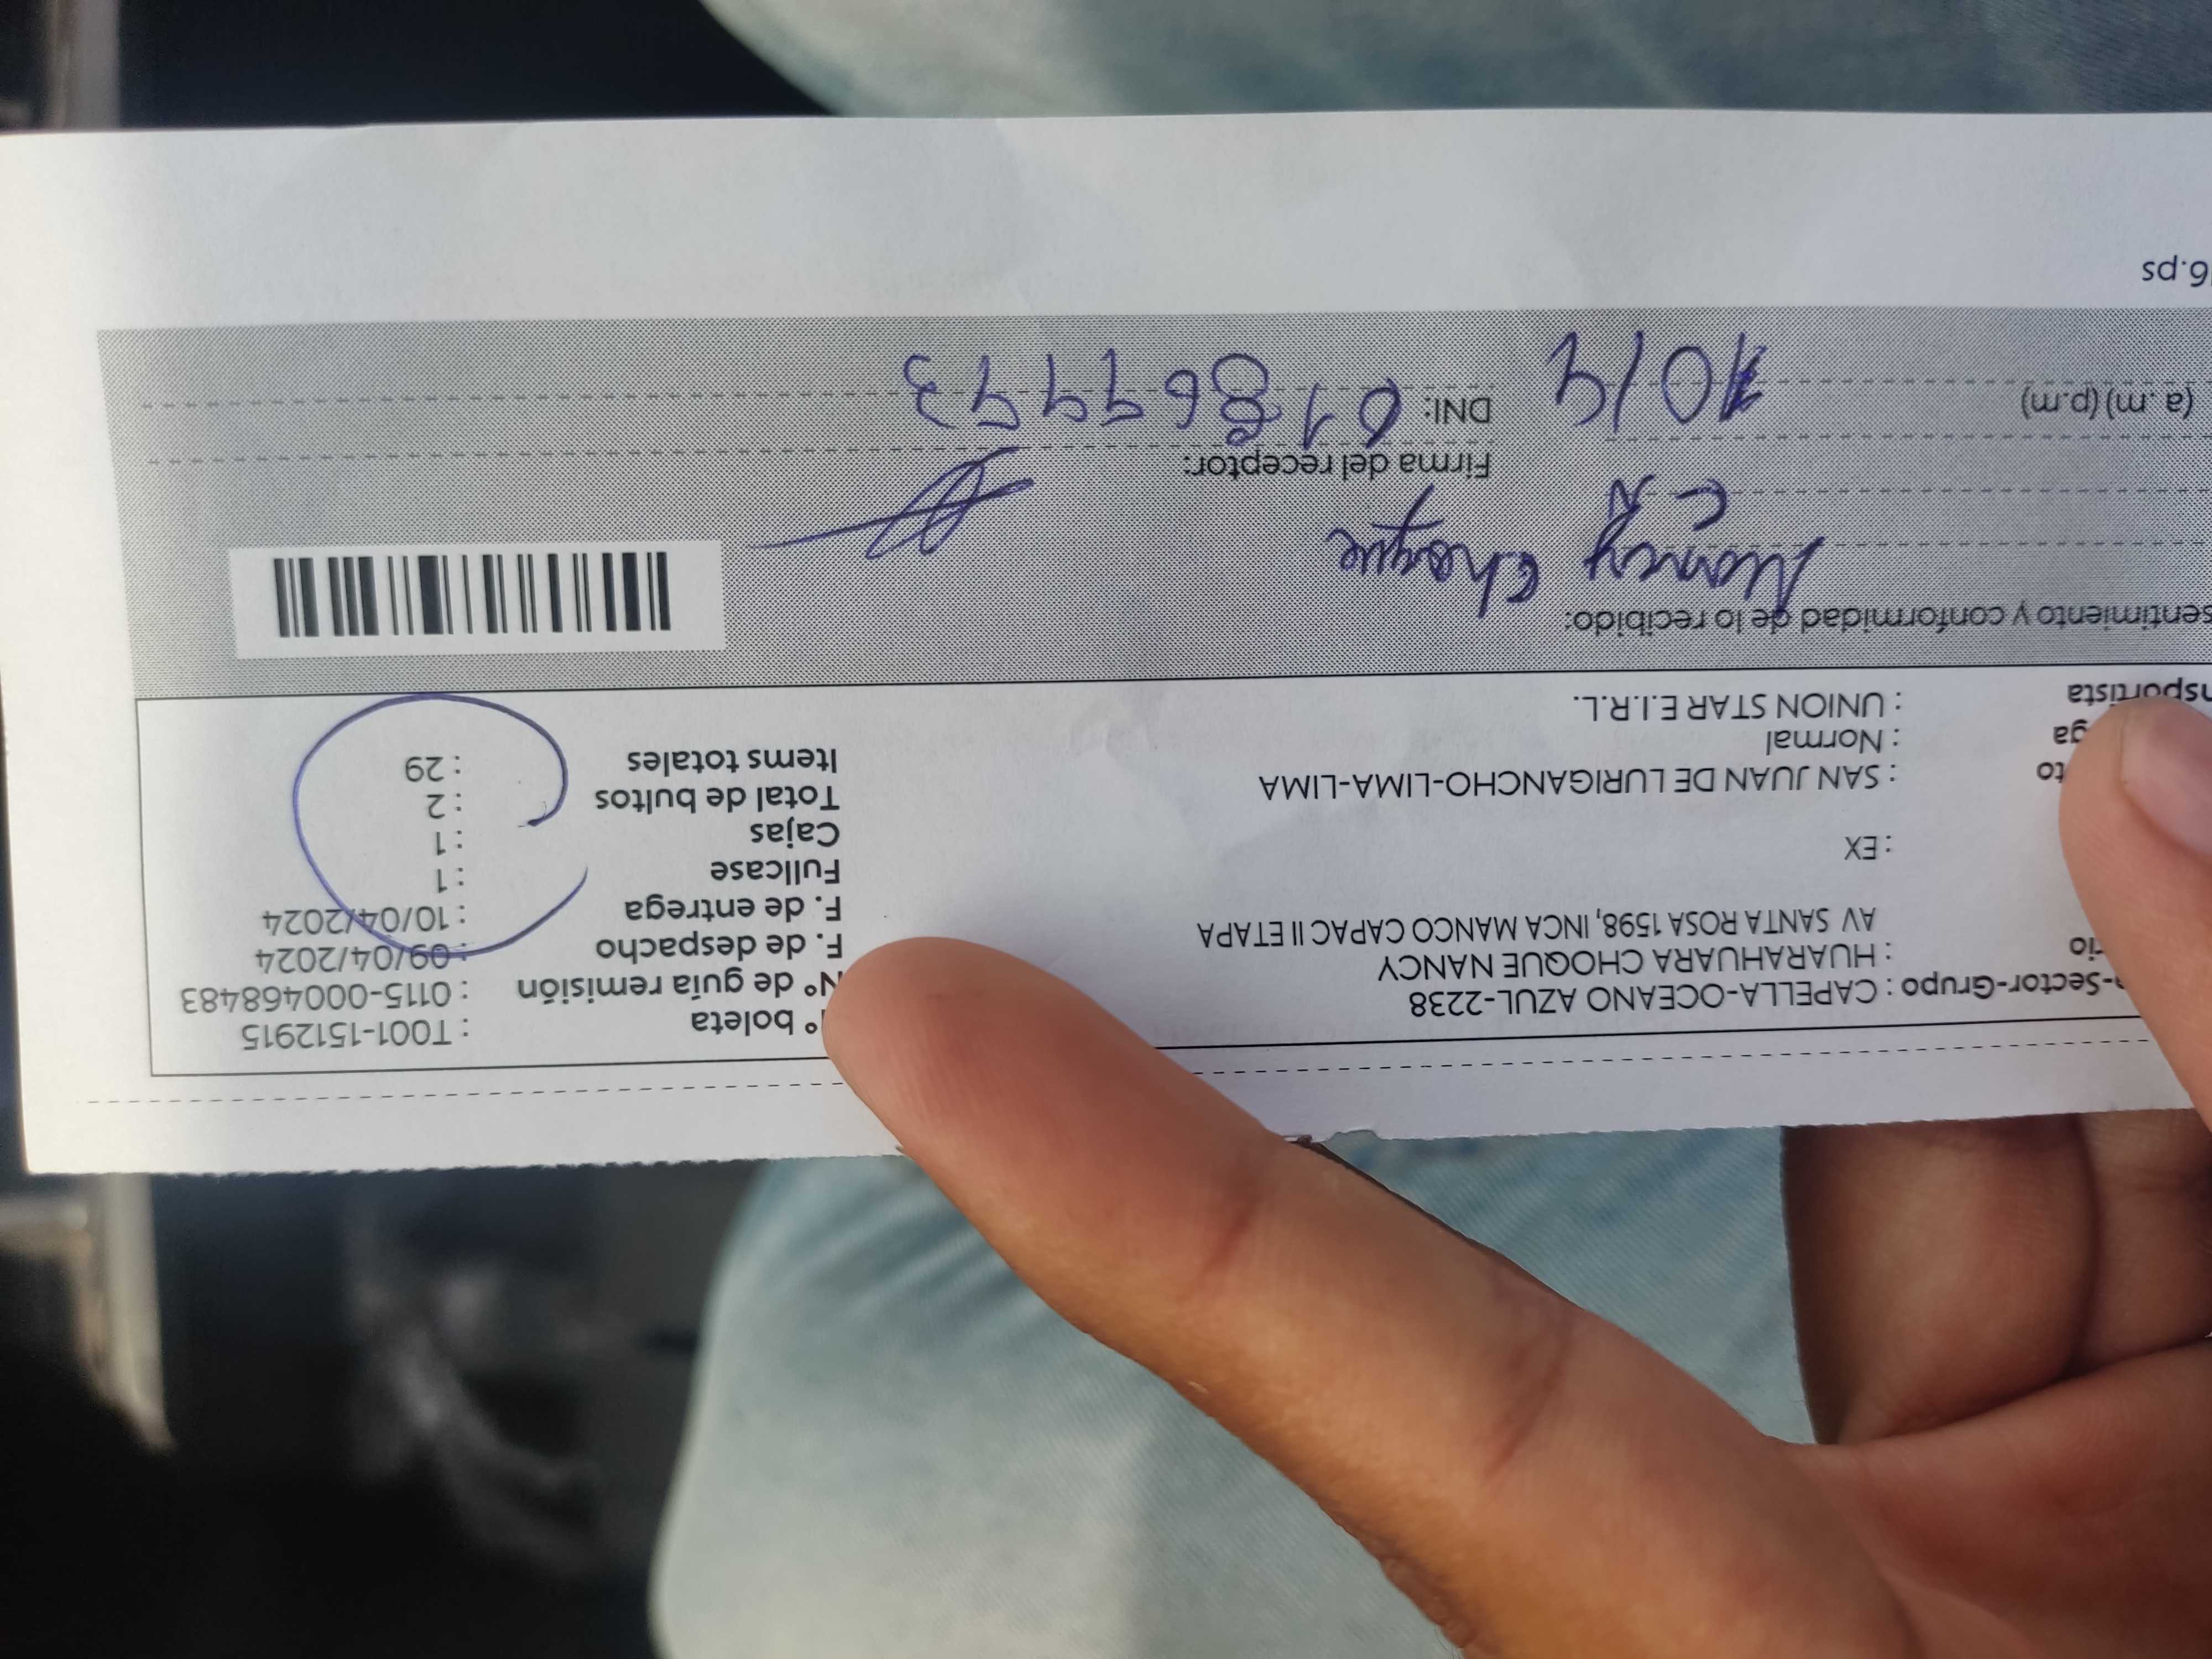 -Sector-Grupo : CAPELLA-OCEANO AZUL-2238
rio : HUARAHUARA CHOQUE NANCY
AV SANTA ROSA 1598, INCA MANCO CAPAC II ETAPA
: EX
to : SAN JUAN DE LURIGANCHO-LIMA-LIMA
ga : Normal
nsportista : UNION STAR E.I.R.L.
° boleta : T001-1512915
N° de guía remisión : 0115-000468483
F. de despacho : 09/04/2024
F. de entrega : 10/04/2024
Fullcase : 1
Cajas : 1
Total de bultos : 2
Items totales : 29
sentimiento y conformidad de lo recibido:
Nancy Choque
C-N
Firma del receptor:
(a.m) (p.m) 10/4 DNI:
6.ps